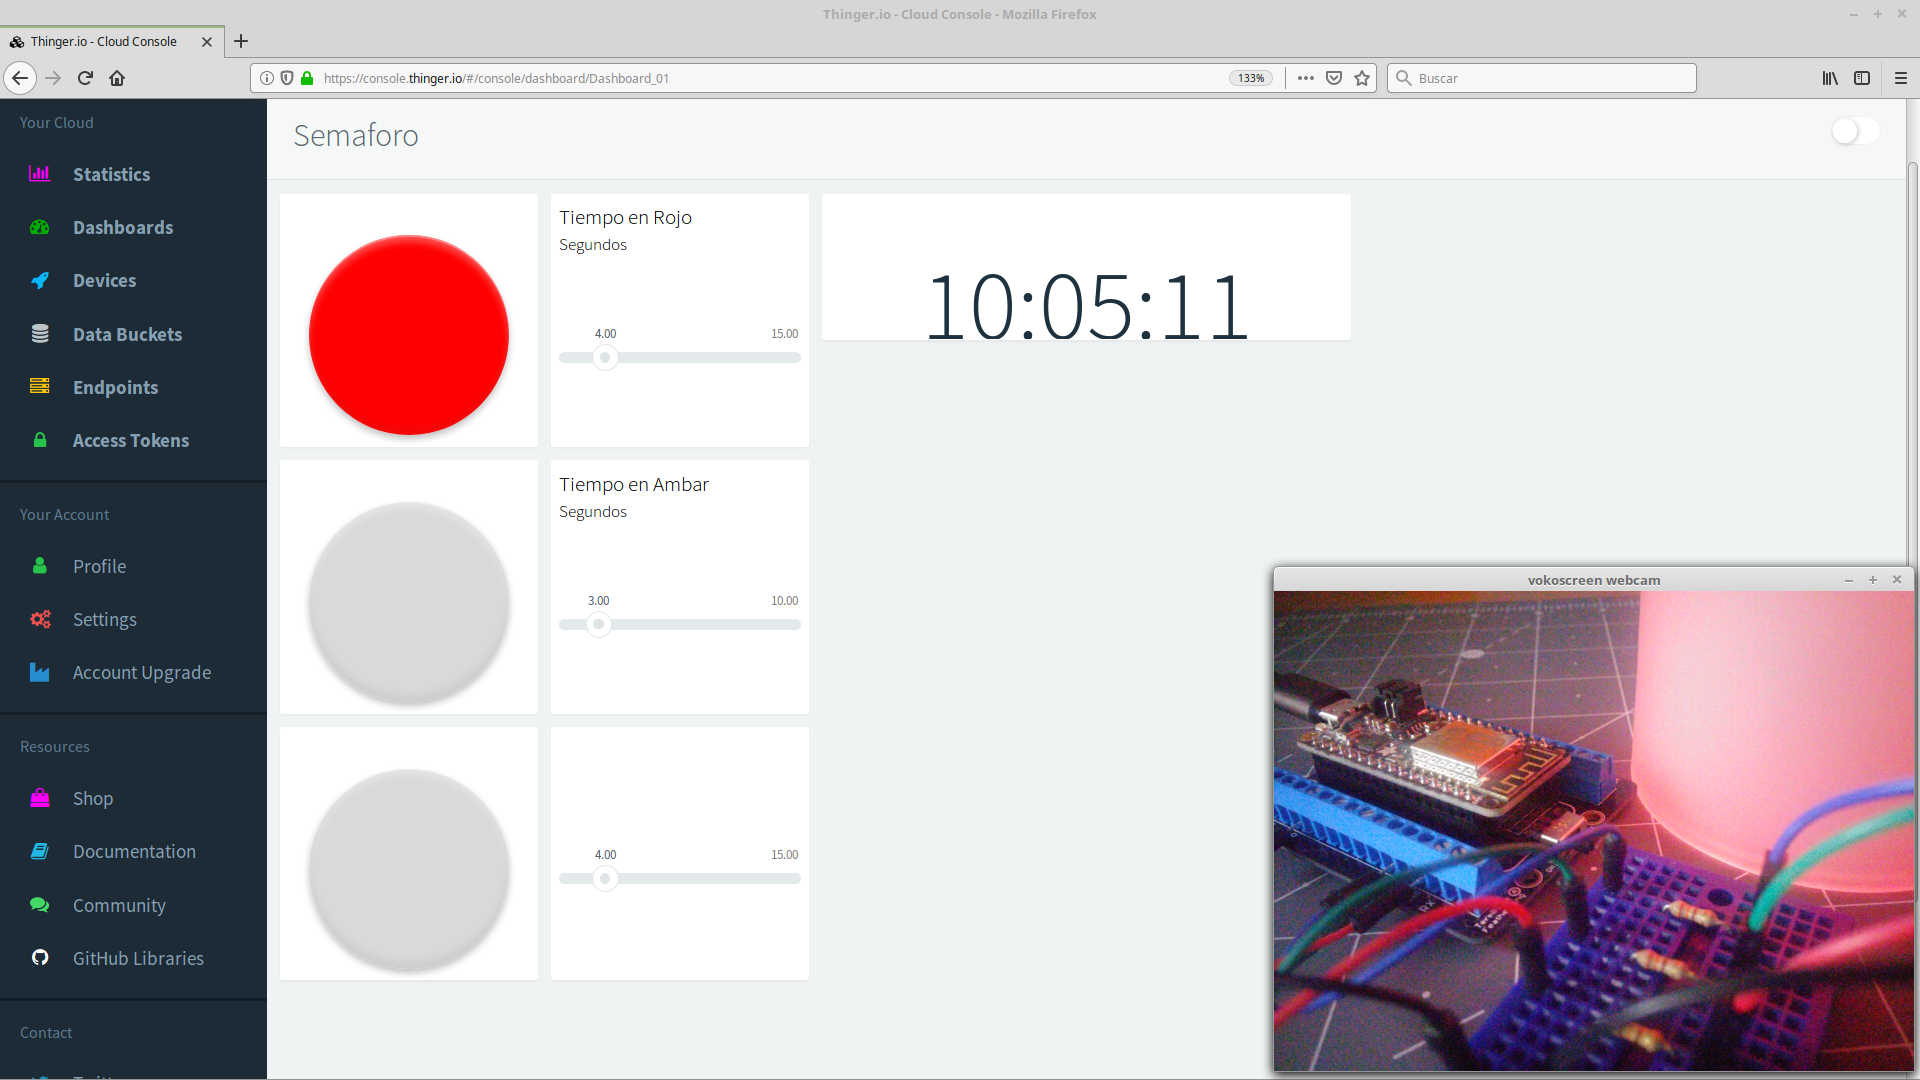 Thinger.io - Cloud Console - Mozilla Firefox
Thinger.io - Cloud Console
https://console.thinger.io/#/console/dashboard/Dashboard_01
133%
Buscar
Your Cloud
Statistics
Dashboards
Devices
Data Buckets
Endpoints
Access Tokens
Your Account
Profile
Settings
Account Upgrade
Resources
Shop
Documentation
Community
GitHub Libraries
Contact
Semaforo
Tiempo en Rojo
Segundos
4.00
15.00
10:05:11
Tiempo en Ambar
Segundos
3.00
10.00
4.00
15.00
vokoscreen webcam
RX